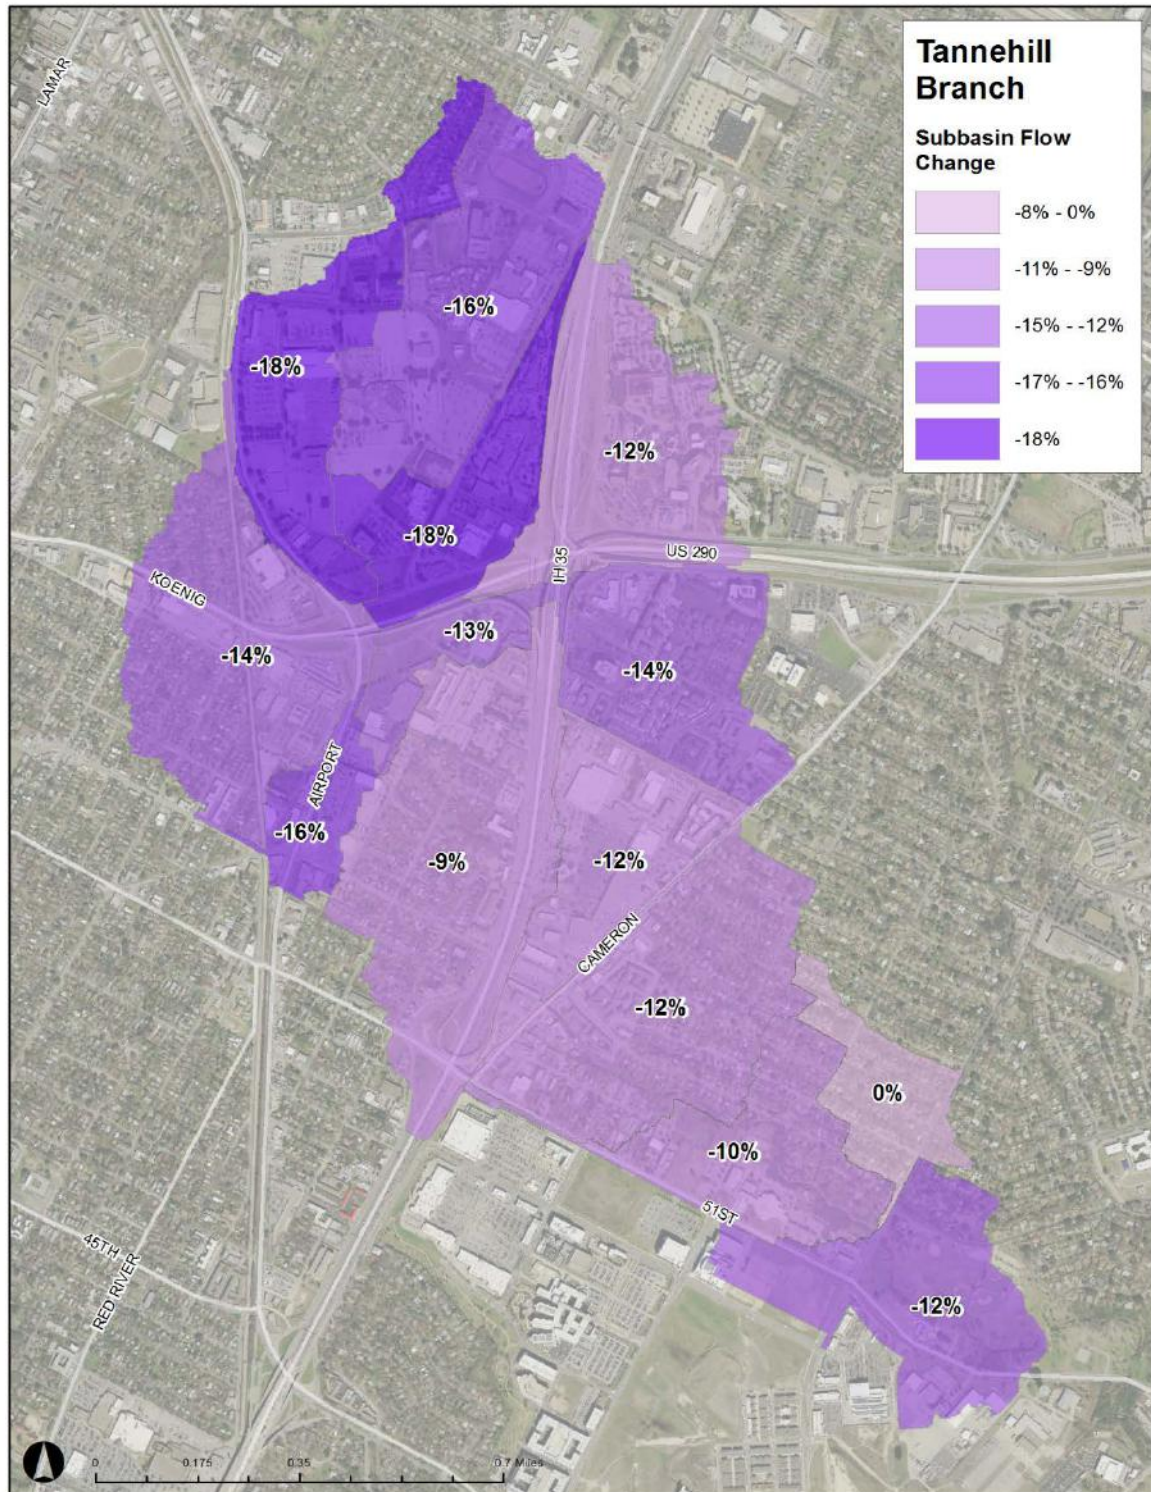 Tannehill
Branch
Subbasin Flow
Change
-8% - 0%
-11% - -9%
-15% - -12%
-17% - -16%
-18%
LAMAR
-16%
-18%
-12%
-18%
IH 35
US 290
KOENIG
-13%
-14%
-14%
AIRPORT
-16%
-9%
-12%
CAMERON
-12%
0%
-10%
51ST
45TH
RED RIVER
-12%
0 0.175 0.35 0.7 Miles